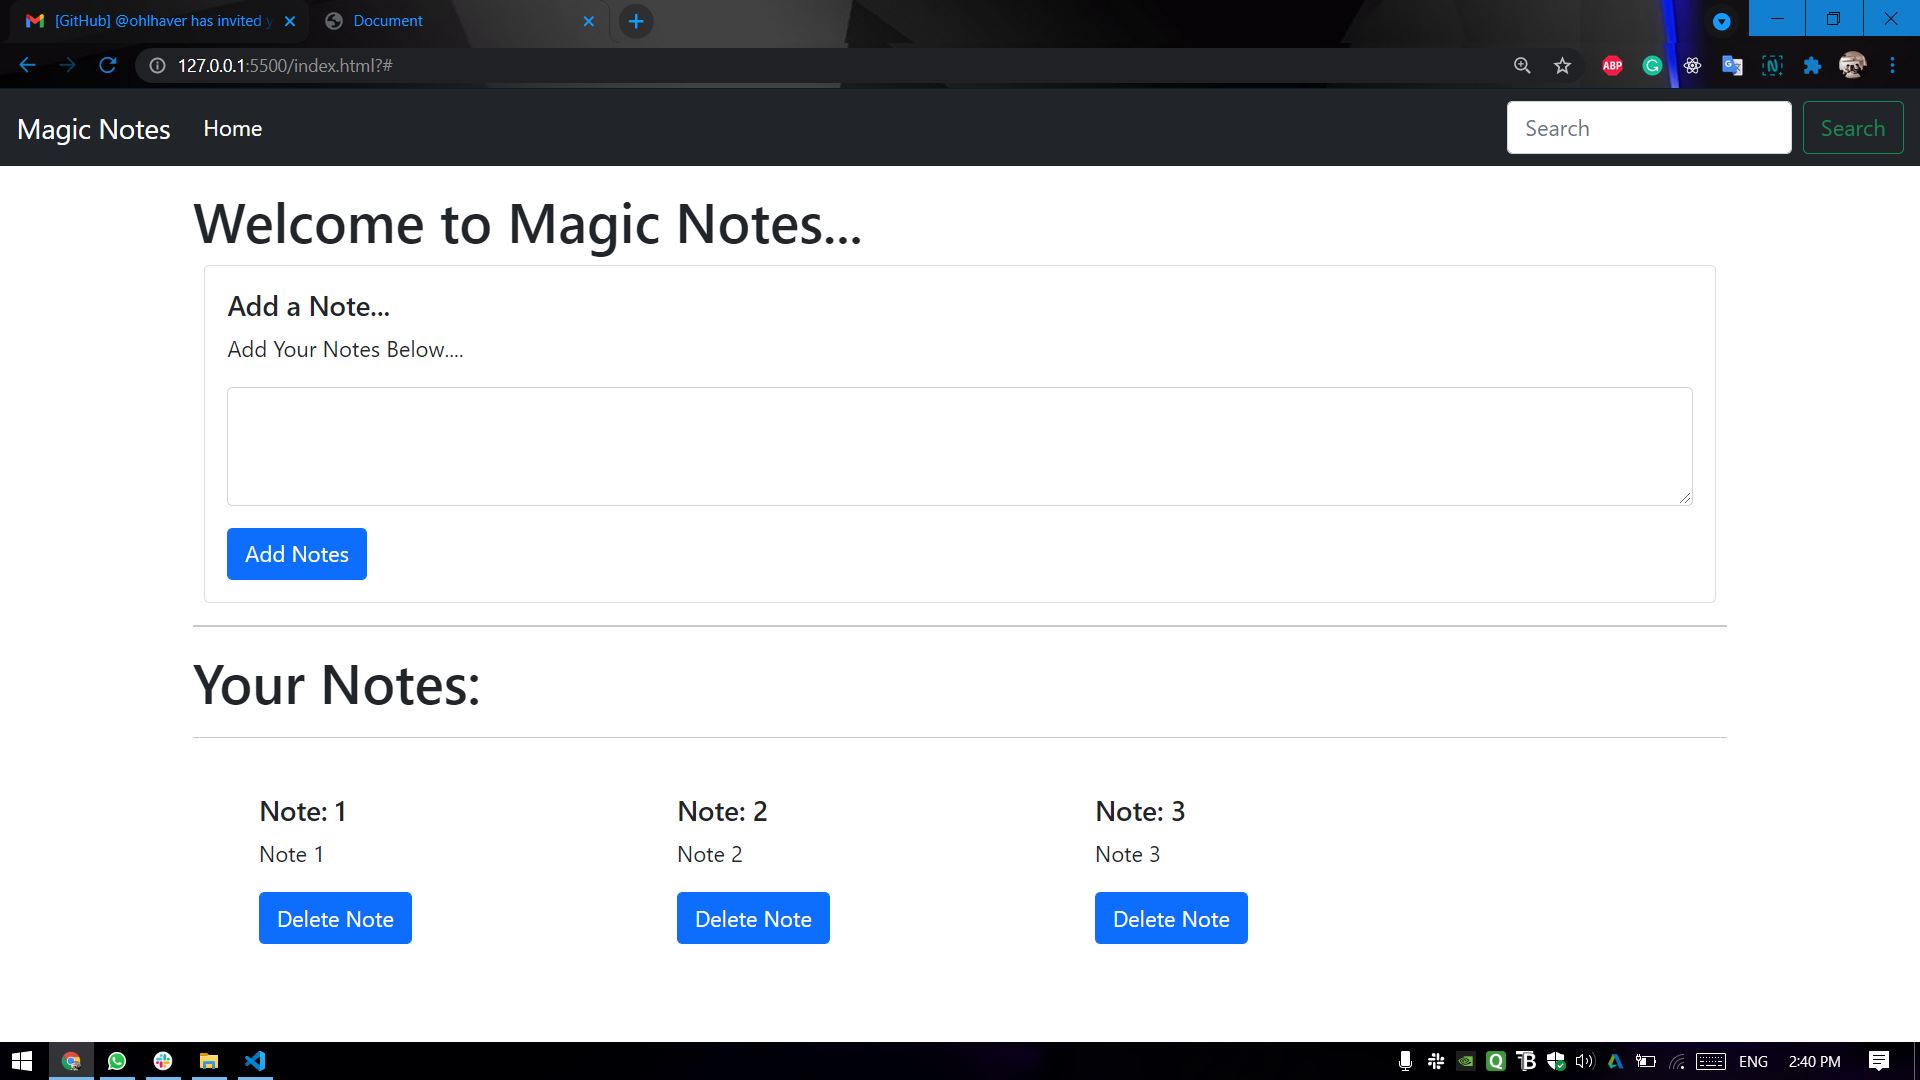 [GitHub] @ohlhaver has invited y
Document
127.0.0.1:5500/index.html?#
ABP
Magic Notes
Home
Search
Search
Welcome to Magic Notes...
Add a Note...
Add Your Notes Below....
Add Notes
Your Notes:
Note: 1
Note: 2
Note: 3
Note 1
Note 2
Note 3
Delete Note
Delete Note
Delete Note
ENG
2:40 PM